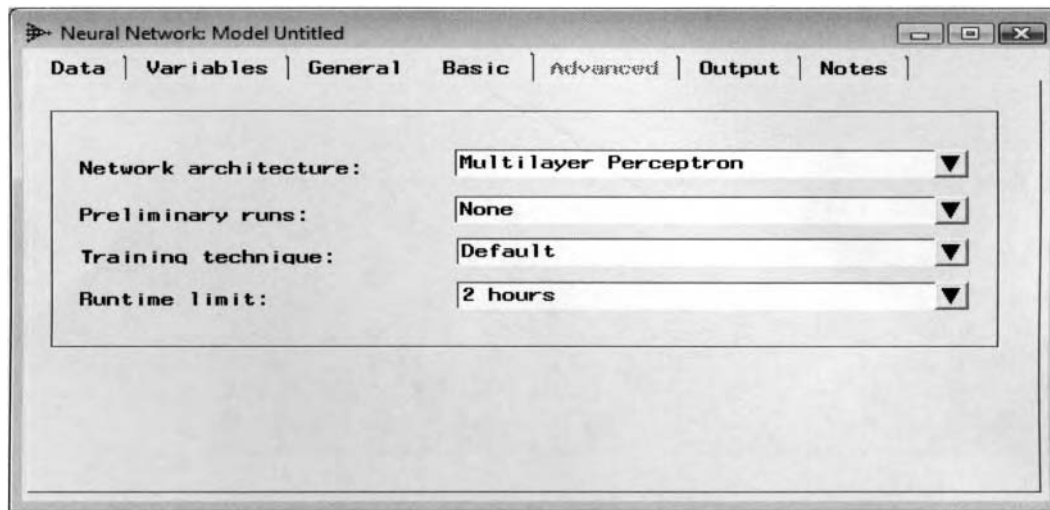 Neural Network: Model Untitled
Data Variables General Basic Advanced Output Notes
Network architecture: Multilayer Perceptron
Preliminary runs: None
Training technique: Default
Runtime limit: 2 hours